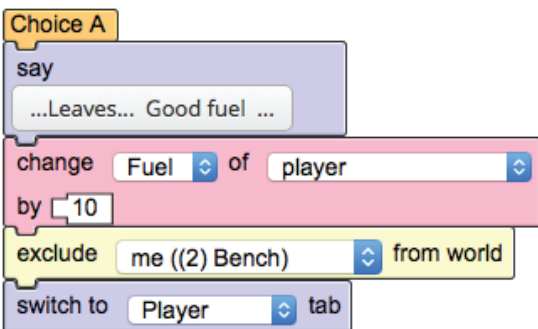 Choice A
say
...Leaves... Good fuel ...
change Fuel of player
by 10
exclude me ((2) Bench) from world
switch to Player tab